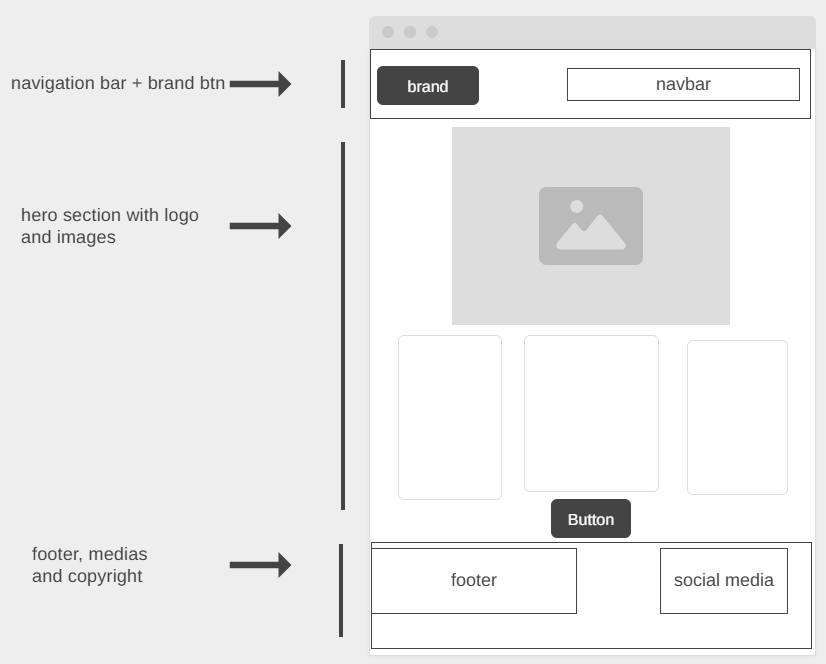 navigation bar + brand btn
brand
navbar
hero section with logo
and images
Button
footer, medias
and copyright
footer
social media